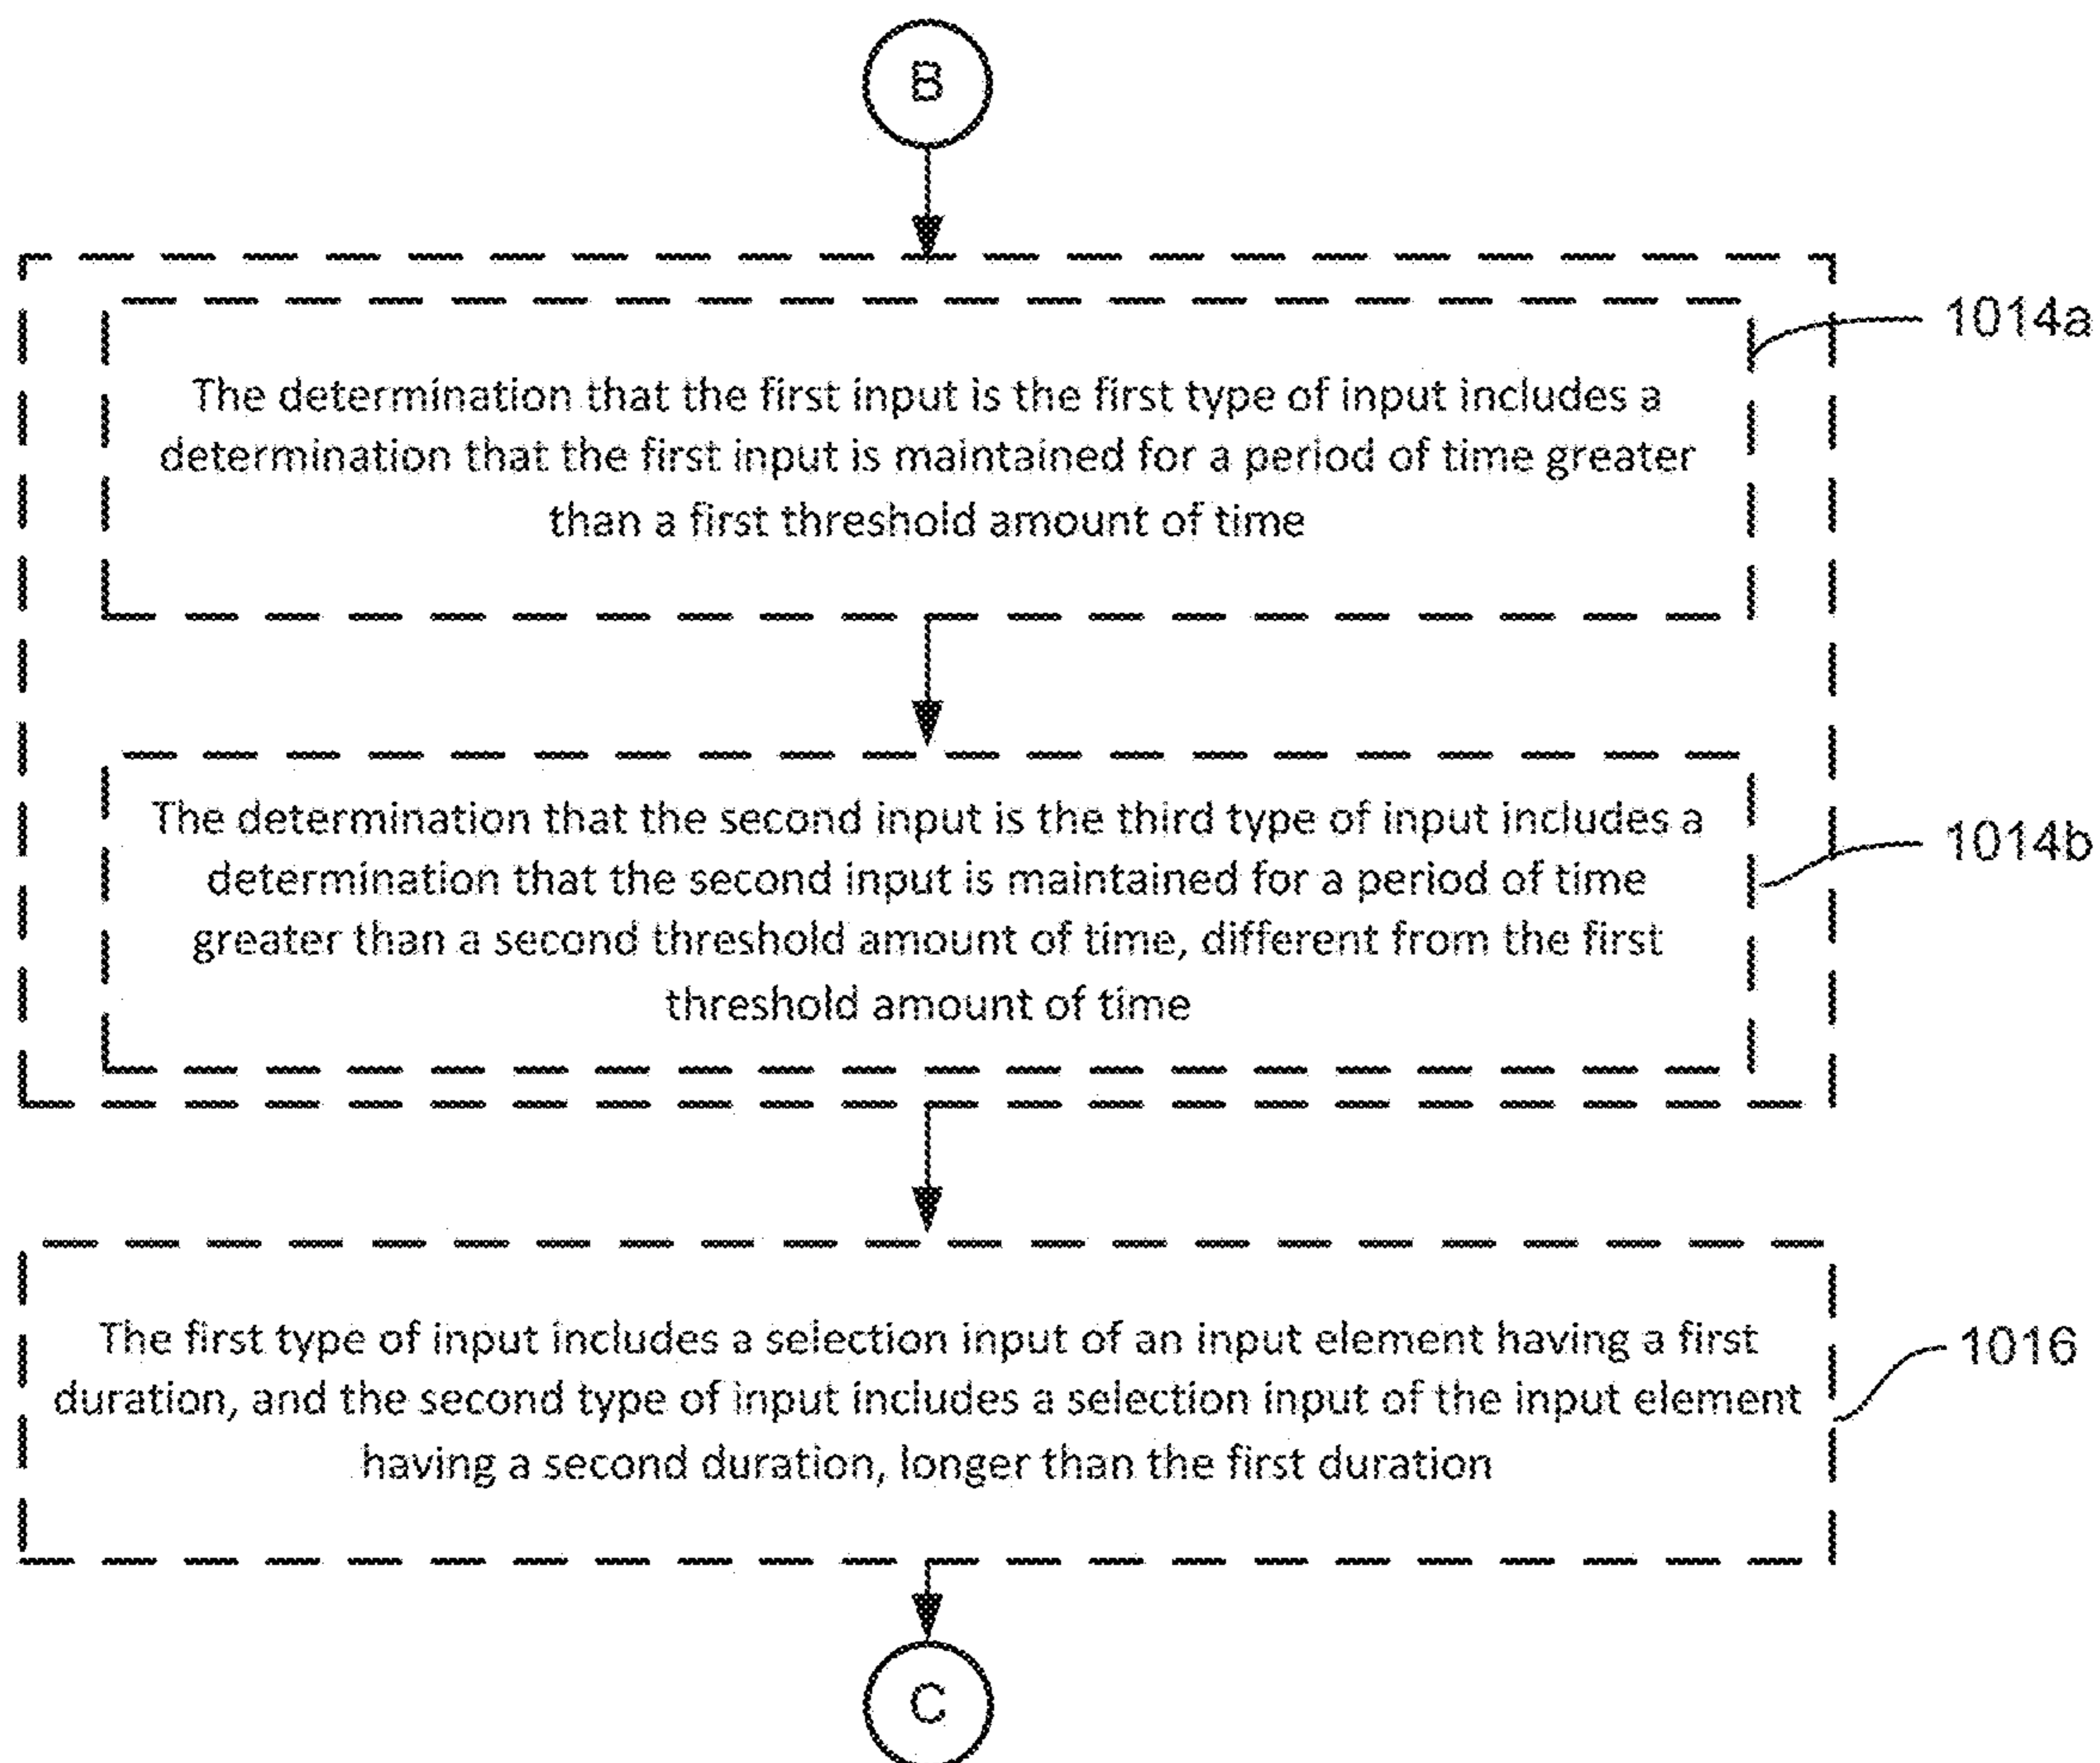 B
1014a
The determination that the first input is the first type of input includes a
determination that the first input is maintained for a period of time greater
than a first threshold amount of time
The determination that the second input is the third type of input includes a
1014b
determination that the second input is maintained for a period of time
greater than a second threshold amount of time, different from the first
threshold amount of time
The first type of input includes a selection input of an input element having a first
1016
duration, and the second type of input includes a selection input of the input element
having a second duration, longer than the first duration
C